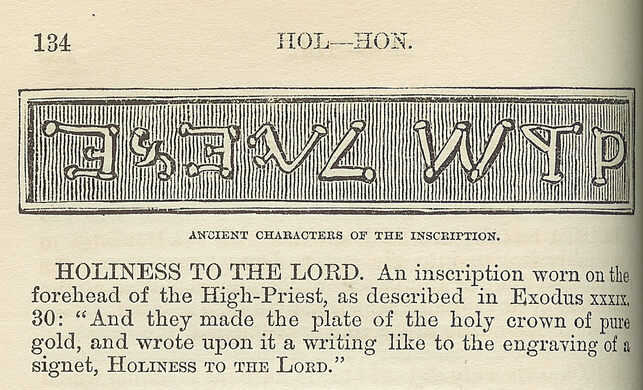 134
HOL—HON.
ANCIENT CHARACTERS OF THE INSCRIPTION.
HOLINESS TO THE LORD. An inscription worn on the
forehead of the High-Priest, as described in Exodus XXXIX,
30: “And they made the plate of the holy crown of pure
gold, and wrote upon it a writing like to the engraving of a
signet, HOLINESS TO THE LORD.”